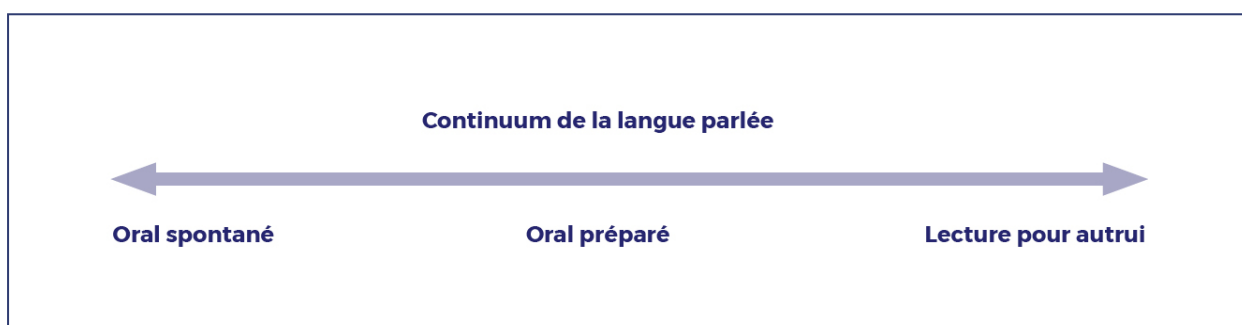 Continuum de la langue parlée
Oral spontané Oral préparé Lecture pour autrui